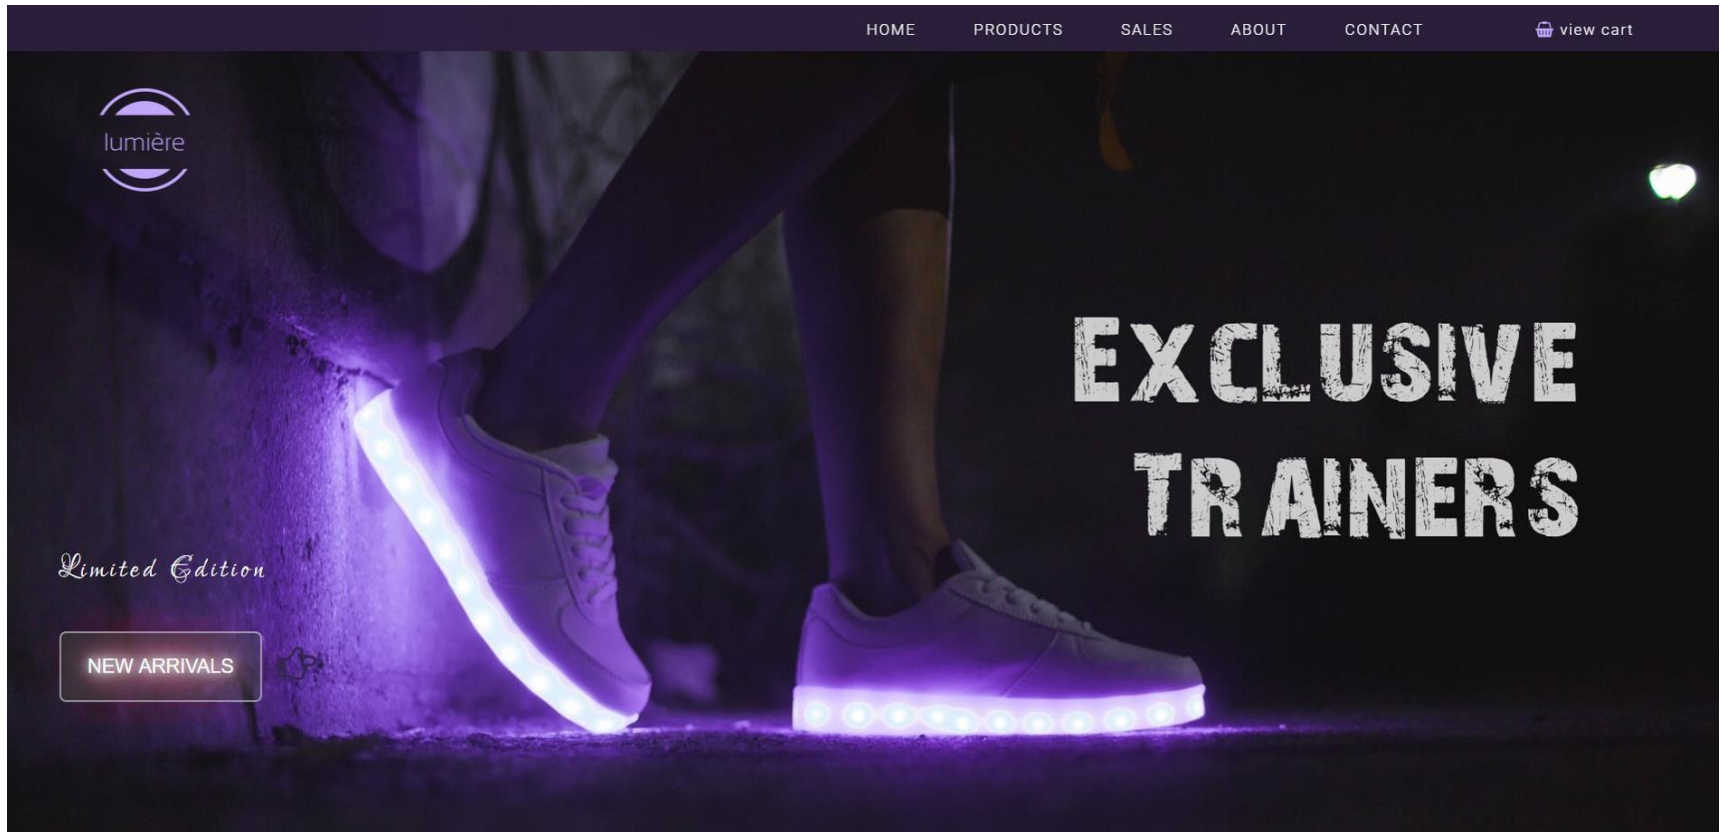 HOME PRODUCTS SALES ABOUT CONTACT view cart
lumière
EXCLUSIVE
TRAINERS
Limited Edition
NEW ARRIVALS